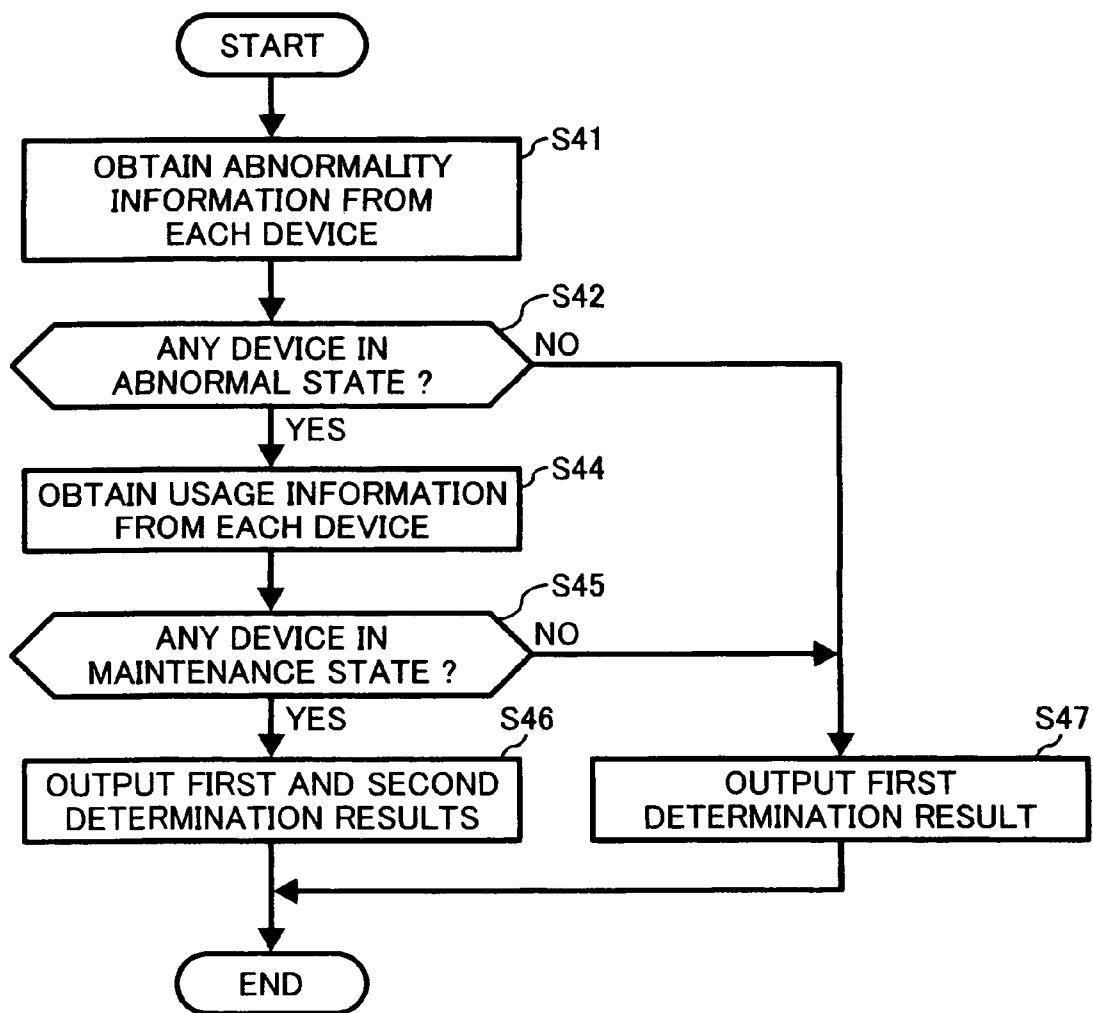 START
S41
OBTAIN ABNORMALITY
INFORMATION FROM
EACH DEVICE
S42
ANY DEVICE IN
ABNORMAL STATE ?
NO
YES
S44
OBTAIN USAGE INFORMATION
FROM EACH DEVICE
S45
ANY DEVICE IN
MAINTENANCE STATE ?
NO
YES
S46
OUTPUT FIRST AND SECOND
DETERMINATION RESULTS
S47
OUTPUT FIRST
DETERMINATION RESULT
END